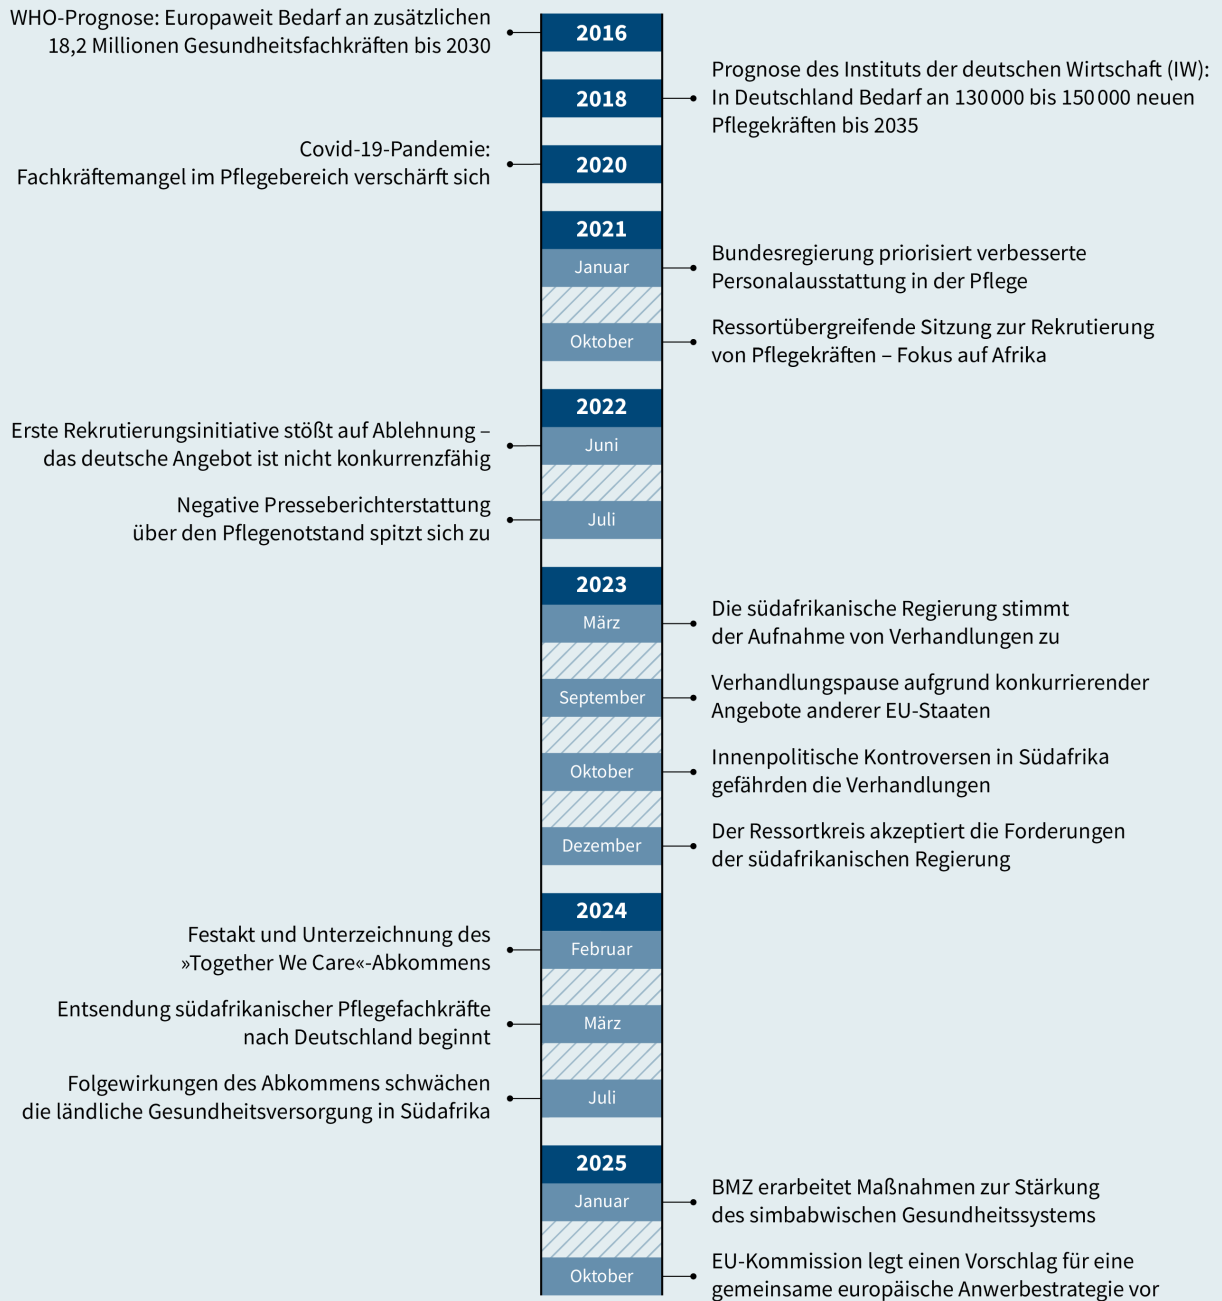 WHO-Prognose: Europaweit Bedarf an zusätzlichen
18,2 Millionen Gesundheitsfachkräften bis 2030
2016
2018
Prognose des Instituts der deutschen Wirtschaft (IW):
In Deutschland Bedarf an 130 000 bis 150 000 neuen
Pflegekräften bis 2035
Covid-19-Pandemie:
Fachkräftemangel im Pflegebereich verschärft sich
2020
2021
Januar
Bundesregierung priorisiert verbesserte
Personalausstattung in der Pflege
Oktober
Ressortübergreifende Sitzung zur Rekrutierung
von Pflegekräften – Fokus auf Afrika
2022
Erste Rekrutierungsinitiative stößt auf Ablehnung –
das deutsche Angebot ist nicht konkurrenzfähig
Juni
Negative Presseberichterstattung
über den Pflegenotstand spitzt sich zu
Juli
2023
März
Die südafrikanische Regierung stimmt
der Aufnahme von Verhandlungen zu
September
Verhandlungspause aufgrund konkurrierender
Angebote anderer EU-Staaten
Oktober
Innenpolitische Kontroversen in Südafrika
gefährden die Verhandlungen
Dezember
Der Ressortkreis akzeptiert die Forderungen
der südafrikanischen Regierung
2024
Festakt und Unterzeichnung des
»Together We Care«-Abkommens
Februar
Entsendung südafrikanischer Pflegefachkräfte
nach Deutschland beginnt
März
Folgewirkungen des Abkommens schwächen
die ländliche Gesundheitsversorgung in Südafrika
Juli
2025
Januar
BMZ erarbeitet Maßnahmen zur Stärkung
des simbabwischen Gesundheitssystems
Oktober
EU-Kommission legt einen Vorschlag für eine
gemeinsame europäische Anwerbestrategie vor